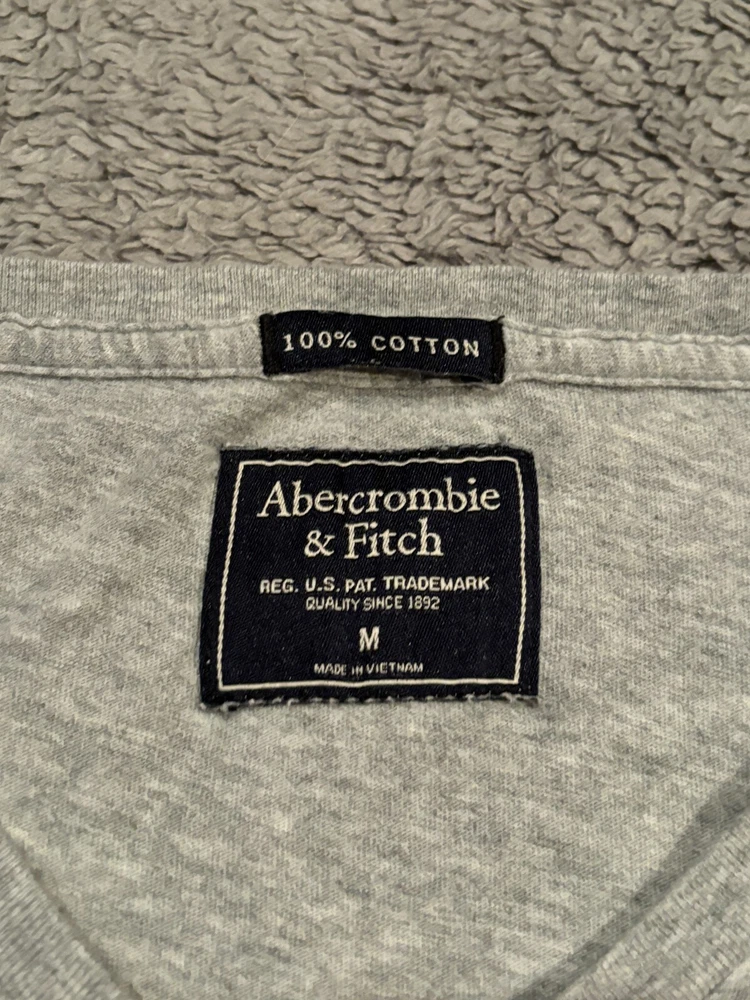 100% COTTON
Abercrombie
& Fitch
REG. U.S. PAT. TRADEMARK
QUALITY SINCE 1892
M
MADE IN VIETNAM